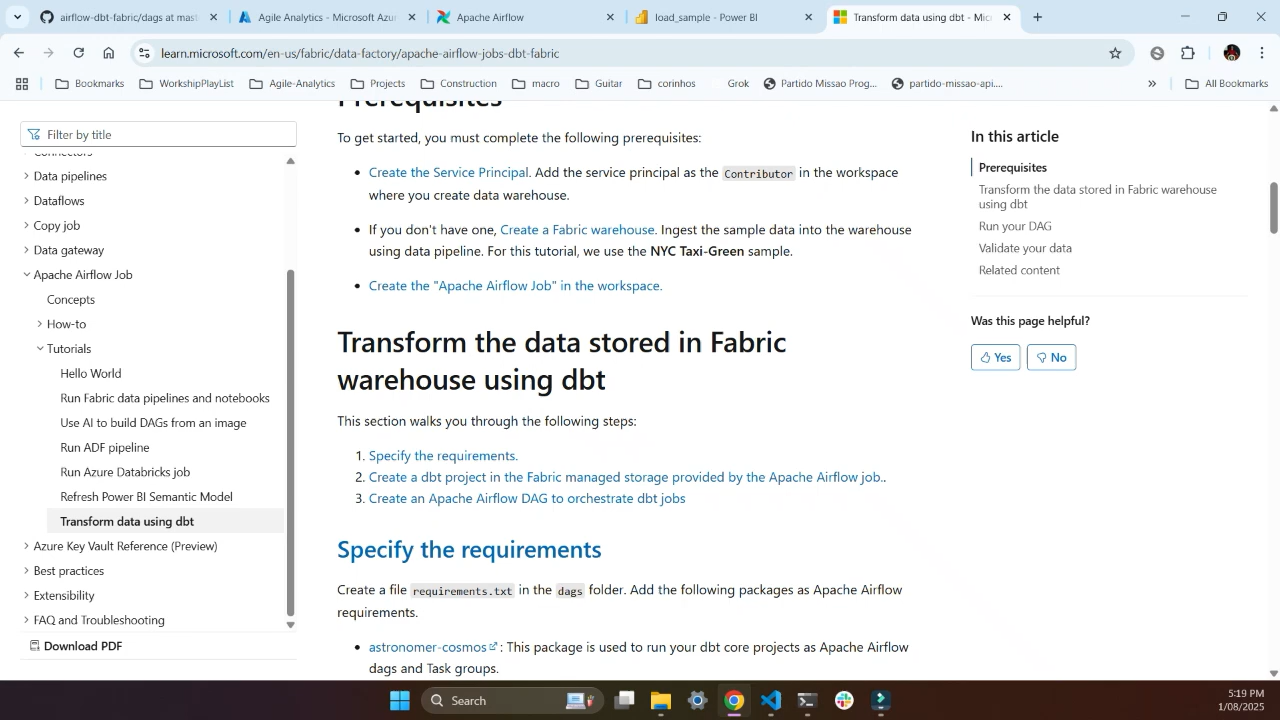 airflow-dbt-fabric/dags at mast
Agile Analytics - Microsoft Azur
Apache Airflow
load_sample - Power BI
Transform data using dbt - Micr
learn.microsoft.com/en-us/fabric/data-factory/apache-airflow-jobs-dbt-fabric
Bookmarks
WorkshipPlayList
Agile-Analytics
Projects
Construction
macro
Guitar
corinhos
Grok
Partido Missao Prog...
partido-missao-api....
All Bookmarks
Filter by title
Connectors
Data pipelines
Dataflows
Copy job
Data gateway
Apache Airflow Job
Concepts
How-to
Tutorials
Hello World
Run Fabric data pipelines and notebooks
Use AI to build DAGs from an image
Run ADF pipeline
Run Azure Databricks job
Refresh Power BI Semantic Model
Transform data using dbt
Azure Key Vault Reference (Preview)
Best practices
Extensibility
FAQ and Troubleshooting
Download PDF
Prerequisites
To get started, you must complete the following prerequisites:
• Create the Service Principal. Add the service principal as the Contributor in the workspace
where you create data warehouse.
• If you don't have one, Create a Fabric warehouse. Ingest the sample data into the warehouse
using data pipeline. For this tutorial, we use the NYC Taxi-Green sample.
• Create the "Apache Airflow Job" in the workspace.
Transform the data stored in Fabric
warehouse using dbt
This section walks you through the following steps:
1. Specify the requirements.
2. Create a dbt project in the Fabric managed storage provided by the Apache Airflow job..
3. Create an Apache Airflow DAG to orchestrate dbt jobs
Specify the requirements
Create a file requirements.txt in the dags folder. Add the following packages as Apache Airflow
requirements.
• astronomer-cosmos : This package is used to run your dbt core projects as Apache Airflow
dags and Task groups.
In this article
Prerequisites
Transform the data stored in Fabric warehouse
using dbt
Run your DAG
Validate your data
Related content
Was this page helpful?
Yes
No
Search
5:19 PM
1/08/2025